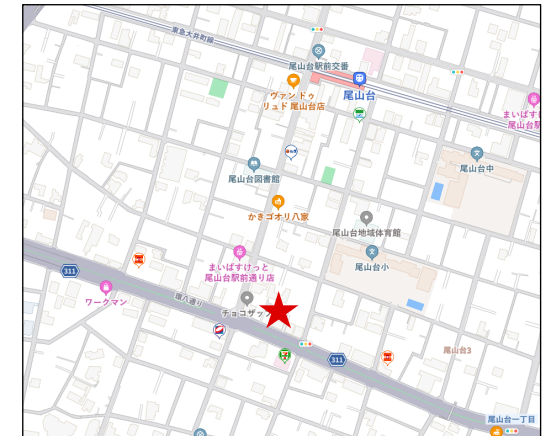 東急大井町線
尾山台駅前交番
尾山台
ヴァン ドゥ
リュド 尾山台店
まいばすけ
尾山台駅
尾山台中
尾山台図書館
かきゴオリ八家
尾山台地域体育館
まいばすけっと
尾山台駅前通り店
尾山台小
311
ワークマン
環八通り
チョコザップ
311
尾山台3
尾山台一丁目